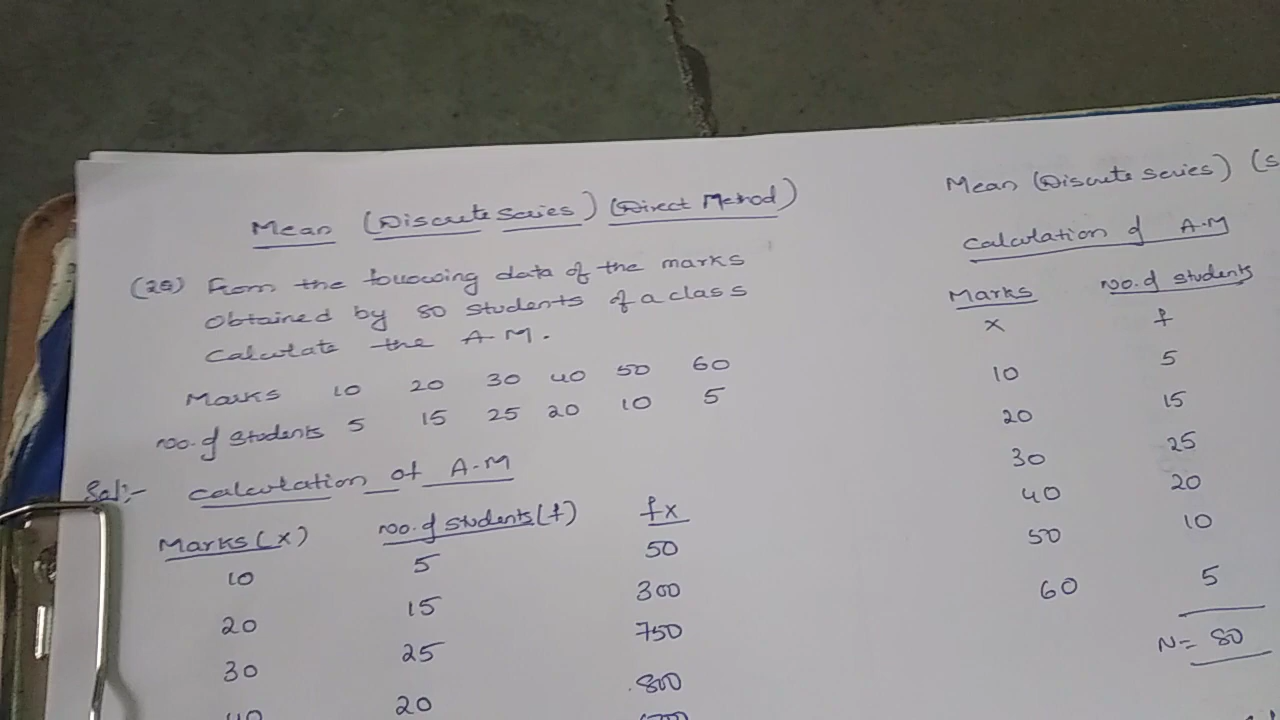 Mean (Discrete Series) (Direct Method)
(25) From the following data of the marks
obtained by 80 students of a class
Calculate the A-M.
Marks 10 20 30 40 50 60
No. of students 5 15 25 20 10 5
Sol:- Calculation of A-M
Marks (x) No. of students (f) fx
10 5 50
20 15 300
30 25 750
40 20 800
Mean (Discrete Series) (S
Calculation of A-M
Marks No. of students
x f
10 5
20 15
30 25
40 20
50 10
60 5
N = 80